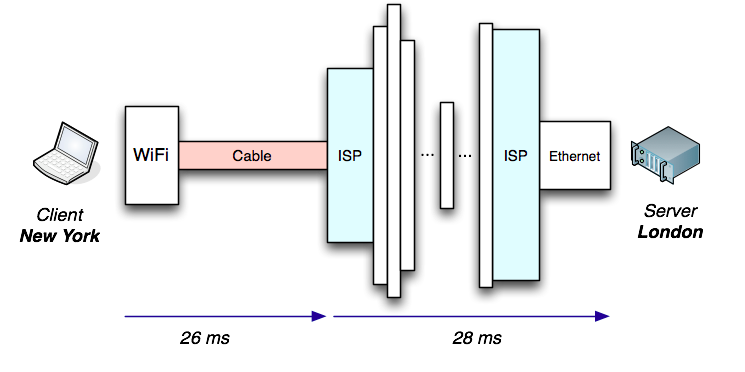 WiFi
Cable
ISP
...
...
ISP
Ethernet
Client
New York
Server
London
26 ms
28 ms